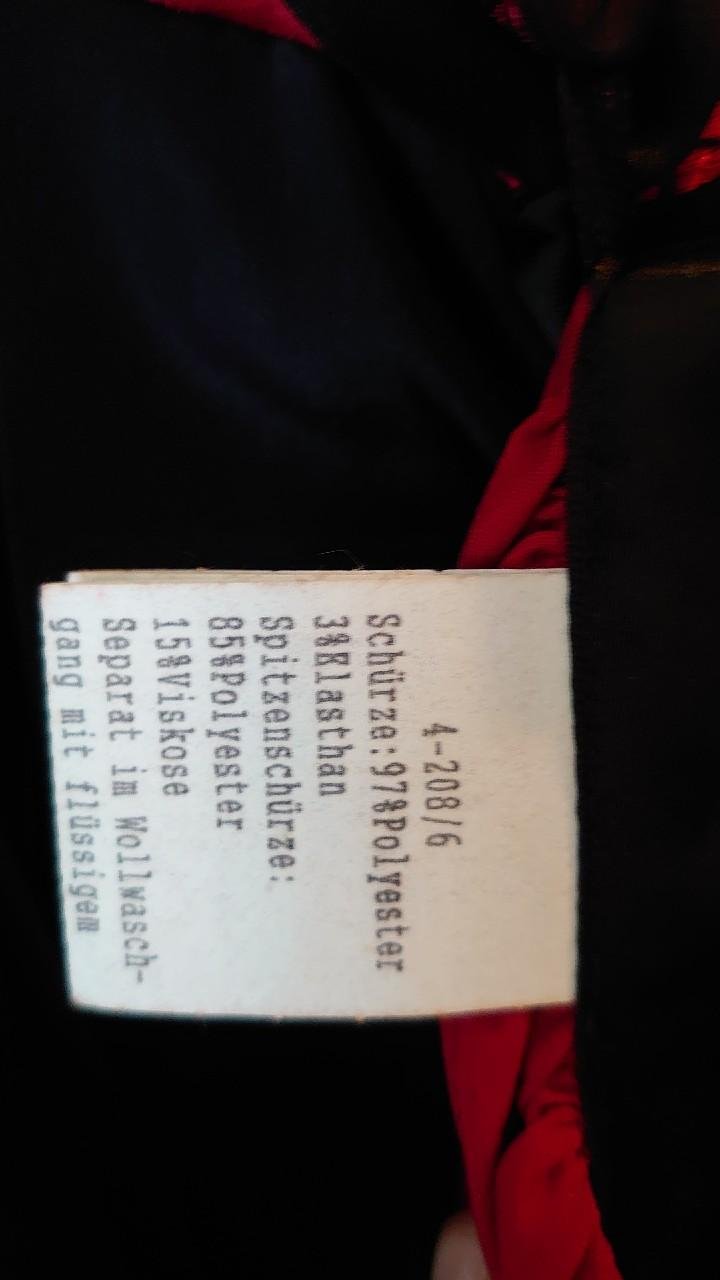 4-208/6
Schürze:97%Polyester
3%Elasthan
Spitzenschürze:
85%Polyester
15%Viskose
Separat im Wollwasch-
gang mit flüssigem